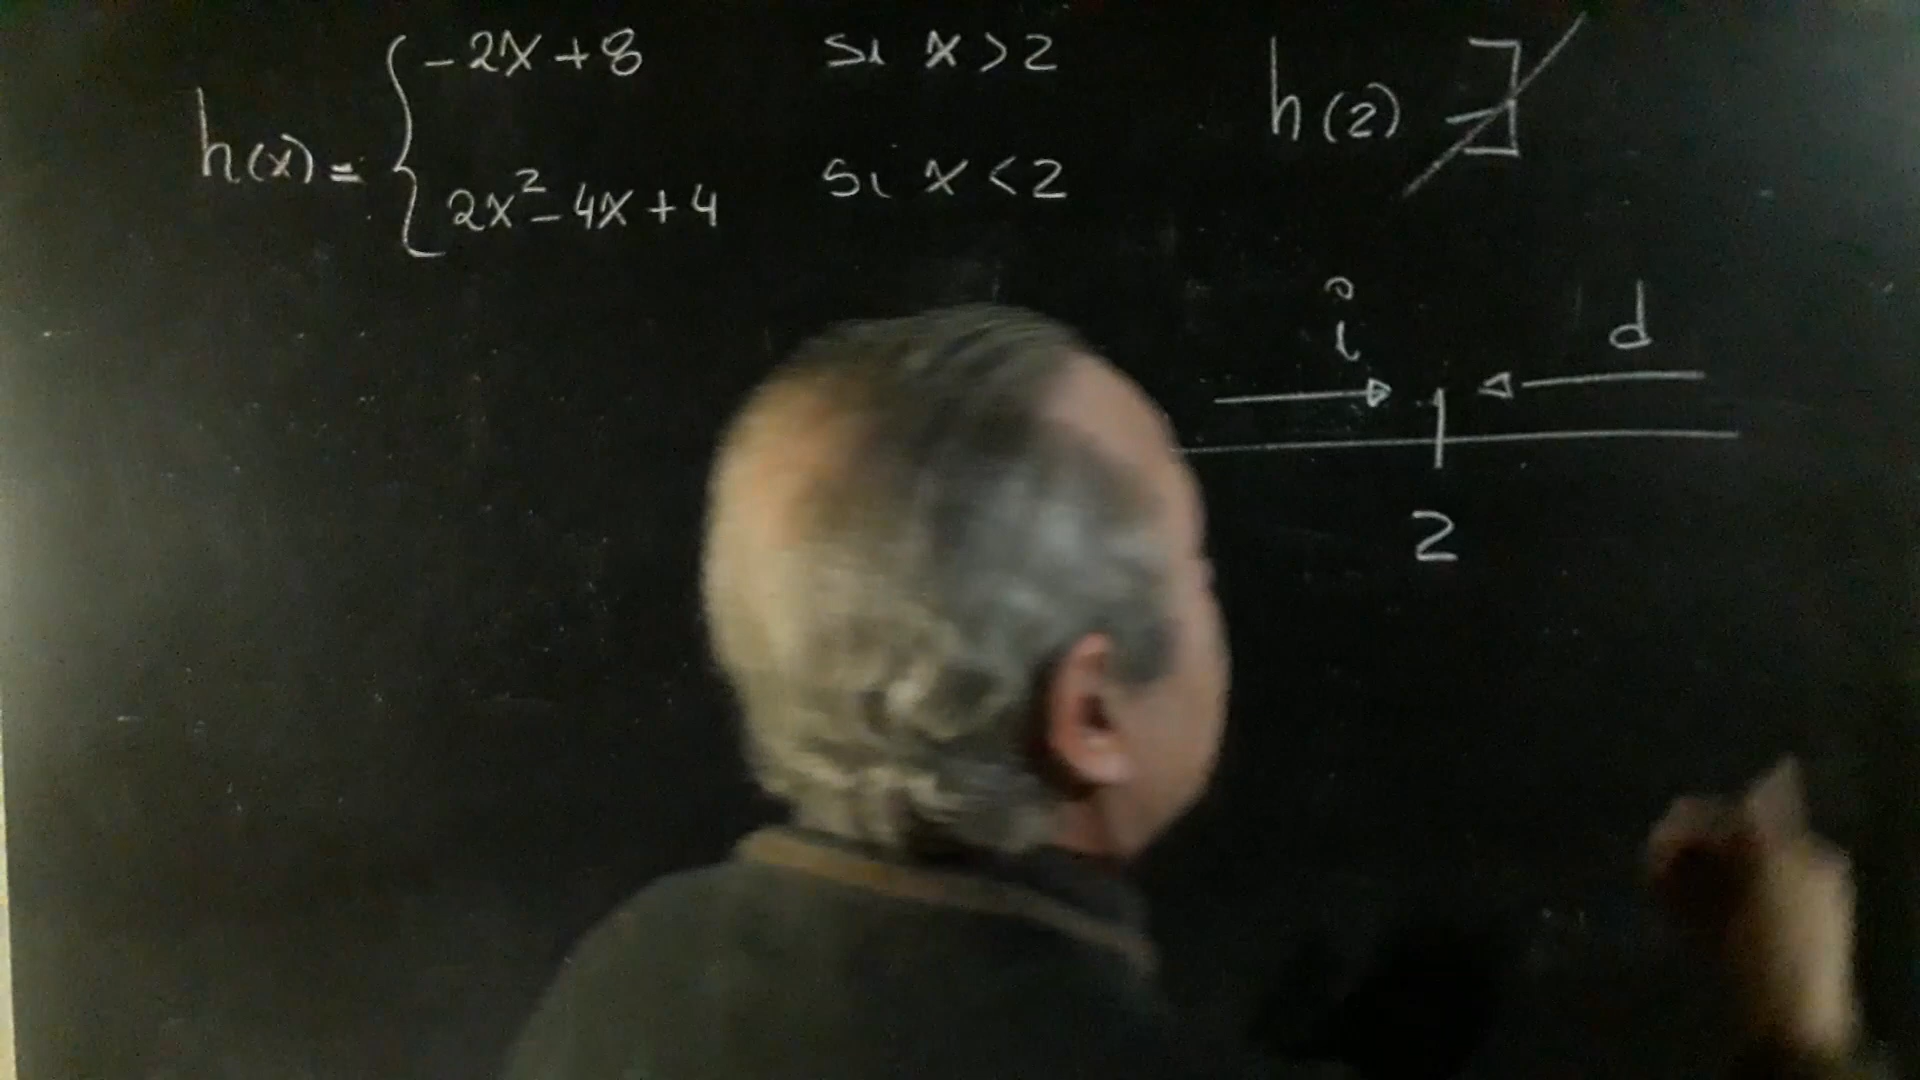 h(x) = { -2x + 8 si x > 2
2x² - 4x + 4 si x < 2
h(2) ∄
i d
2